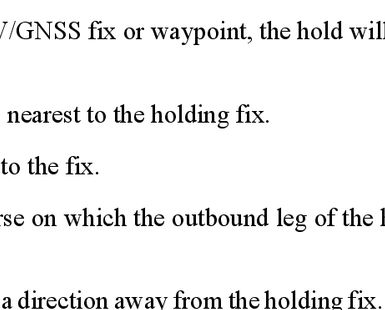 /GNSS fix or waypoint, the hold will
nearest to the holding fix.
to the fix.
rse on which the outbound leg of the
a direction away from the holding fix.